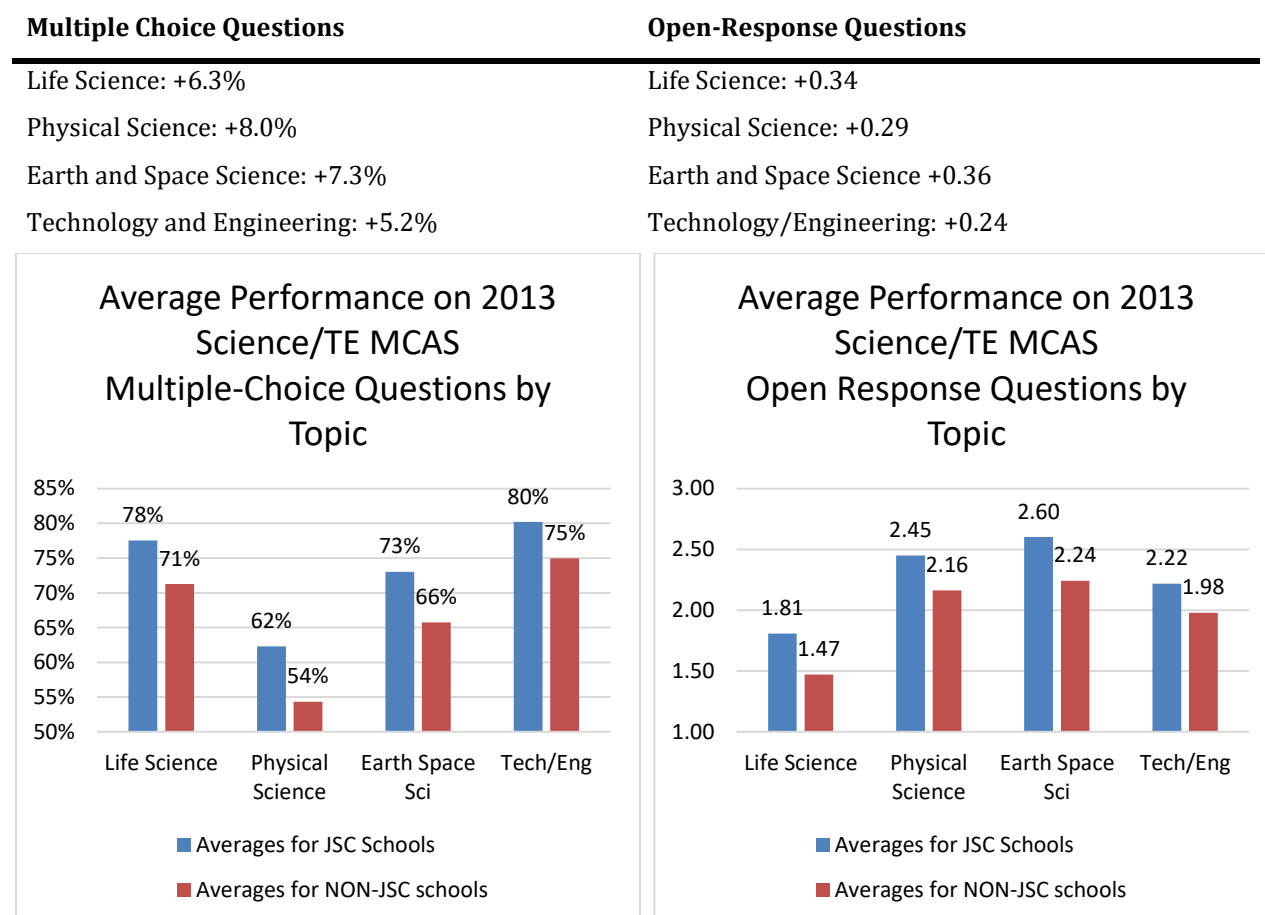 Multiple Choice Questions
Open-Response Questions
Life Science: +6.3%
Life Science: +0.34
Physical Science: +8.0%
Physical Science: +0.29
Earth and Space Science: +7.3%
Earth and Space Science +0.36
Technology and Engineering: +5.2%
Technology/Engineering: +0.24
Average Performance on 2013
Science/TE MCAS
Multiple-Choice Questions by
Topic
85%
80%
75%
70%
65%
60%
55%
50%
78%
71%
62%
54%
73%
66%
80%
75%
Life Science
Physical
Science
Earth Space
Sci
Tech/Eng
Averages for JSC Schools
Averages for NON-JSC schools
Average Performance on 2013
Science/TE MCAS
Open Response Questions by
Topic
3.00
2.50
2.00
1.50
1.00
1.81
1.47
2.45
2.16
2.60
2.24
2.22
1.98
Life Science
Physical
Science
Earth Space
Sci
Tech/Eng
Averages for JSC Schools
Averages for NON-JSC schools